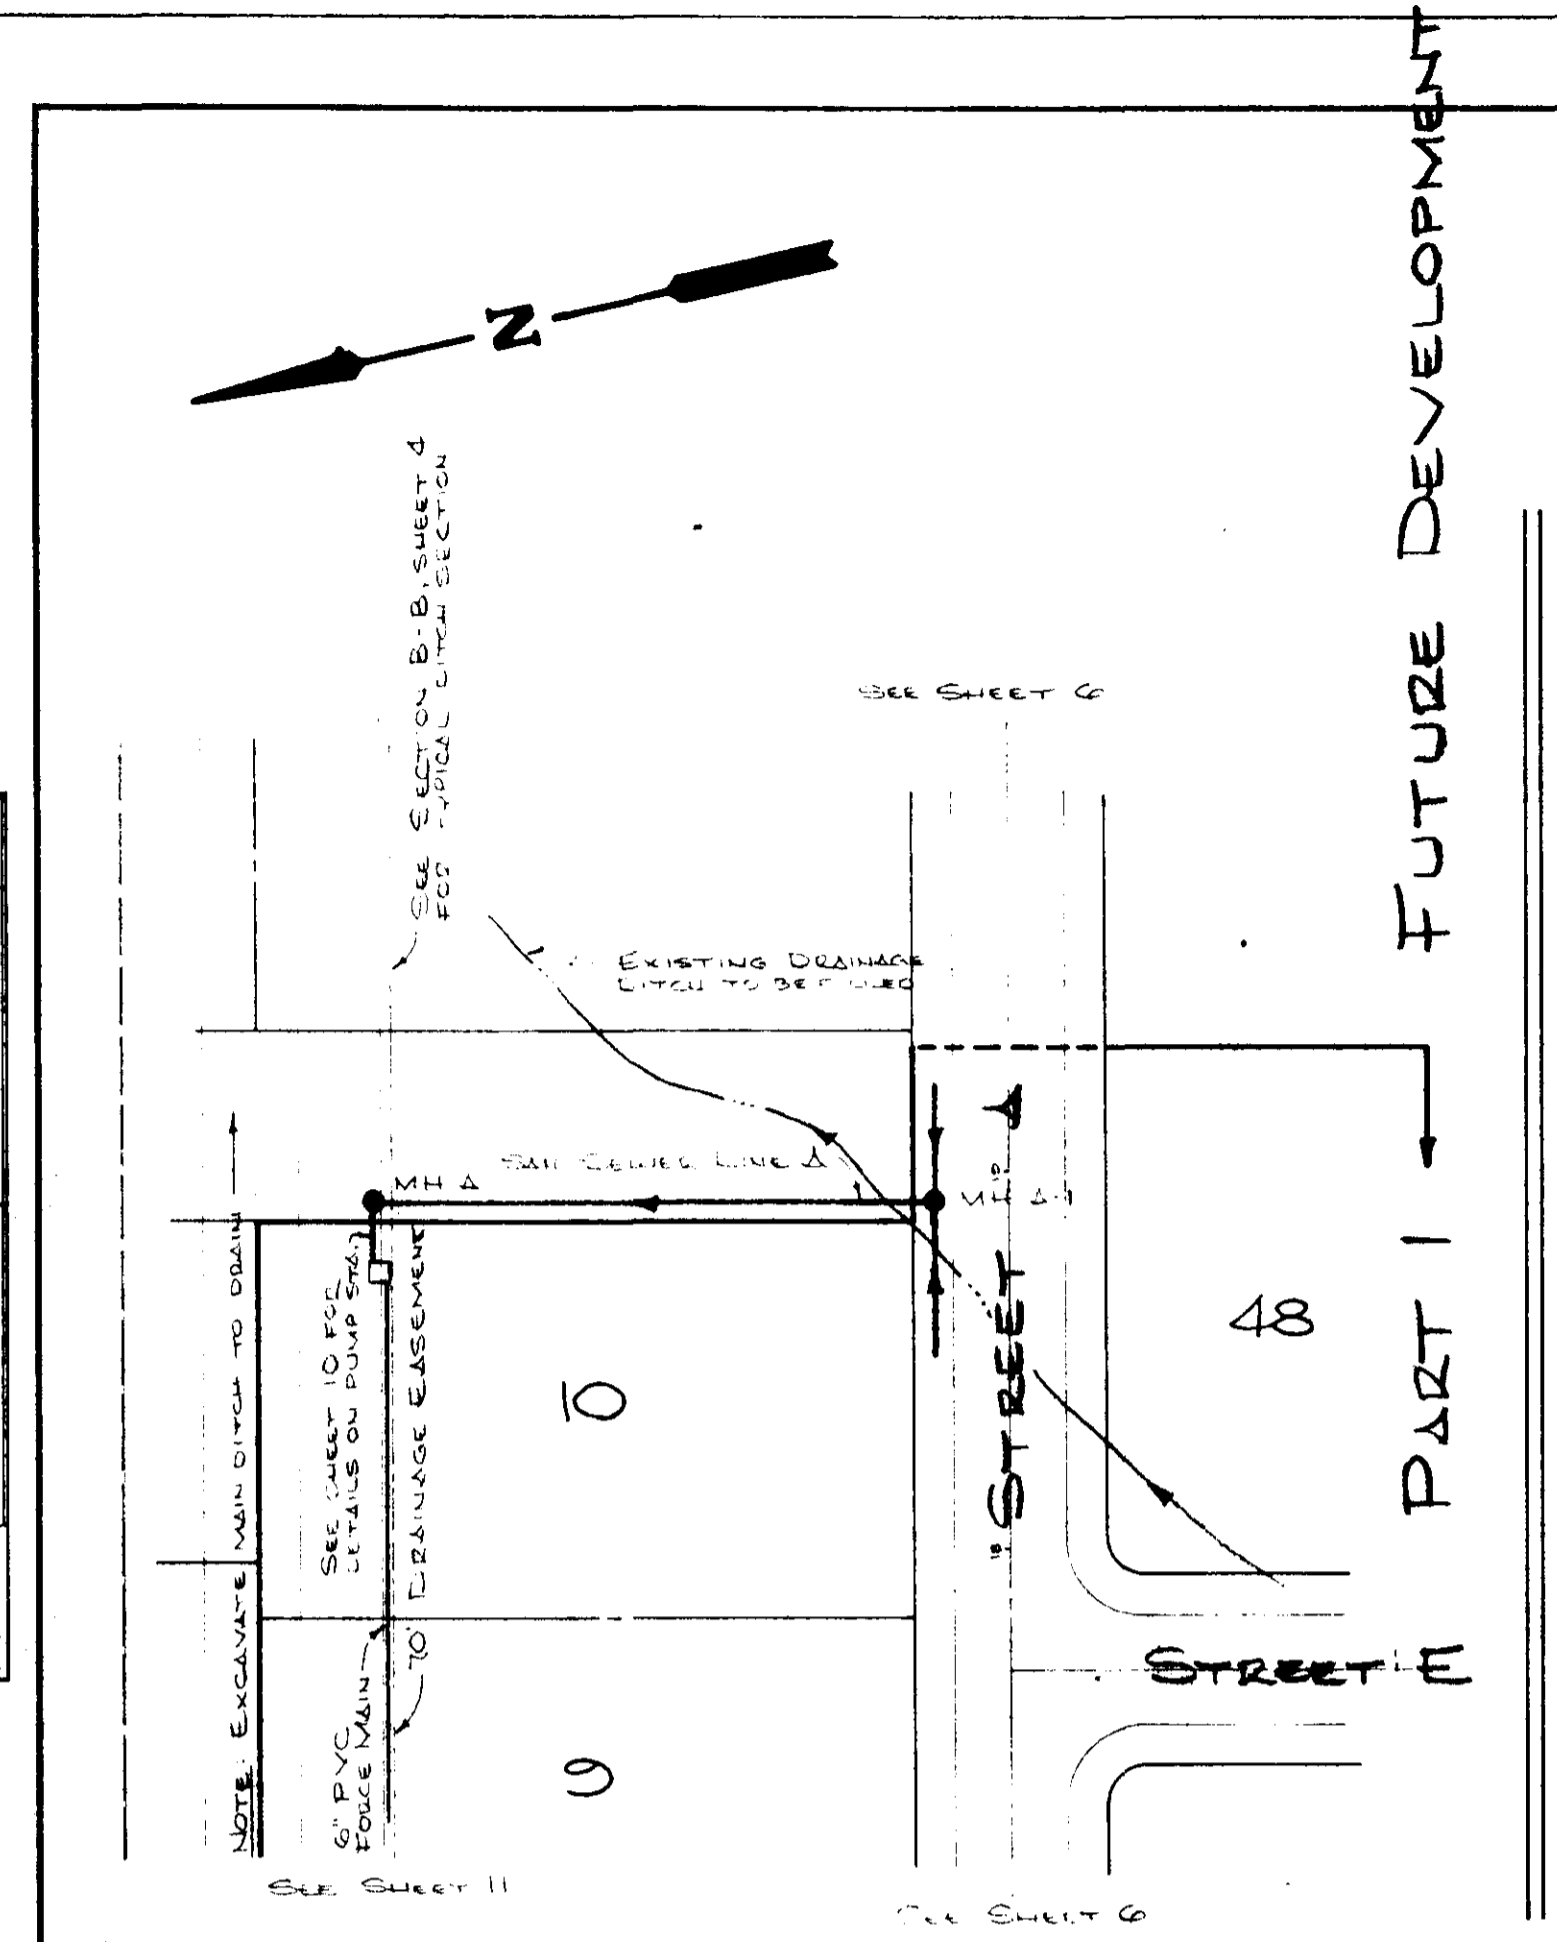 FUTURE DEVELOPMENT
N
SEE SECTION B-B, SHEET 4
FOR TYPICAL DITCH SECTION
SEE SHEET 6
EXISTING DRAINAGE
DITCH TO BE FILLED
SAN SEWER LINE A
MH A
MH A-1
STREET A
NOTE: EXCAVATE MAIN DITCH TO DRAIN
SEE SHEET 10 FOR
DETAILS ON PUMP STA.
70' DRAINAGE EASEMENT
6" PVC
FORCE MAIN
10
9
48
PART 1
18
STREET E
SEE SHEET 11
SEE SHEET 6